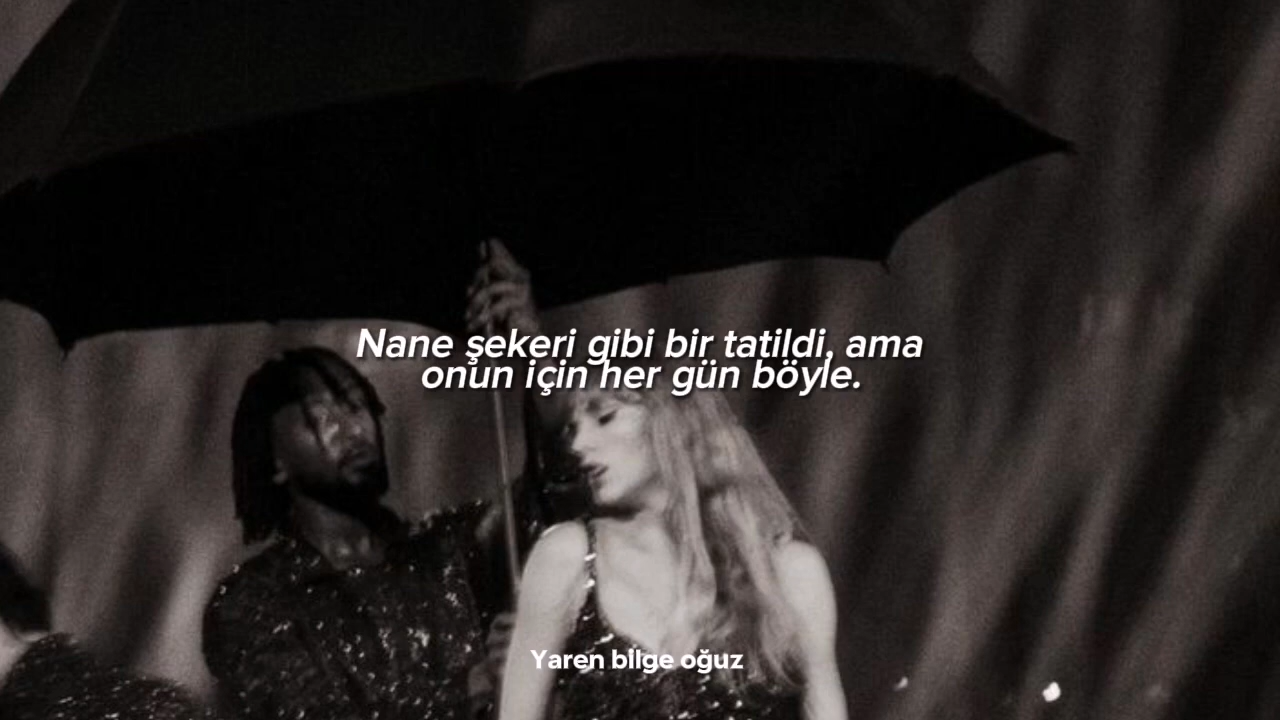 Nane şekeri gibi bir tatildi, ama
onun için her gün böyle.
Yaren bilge oğuz